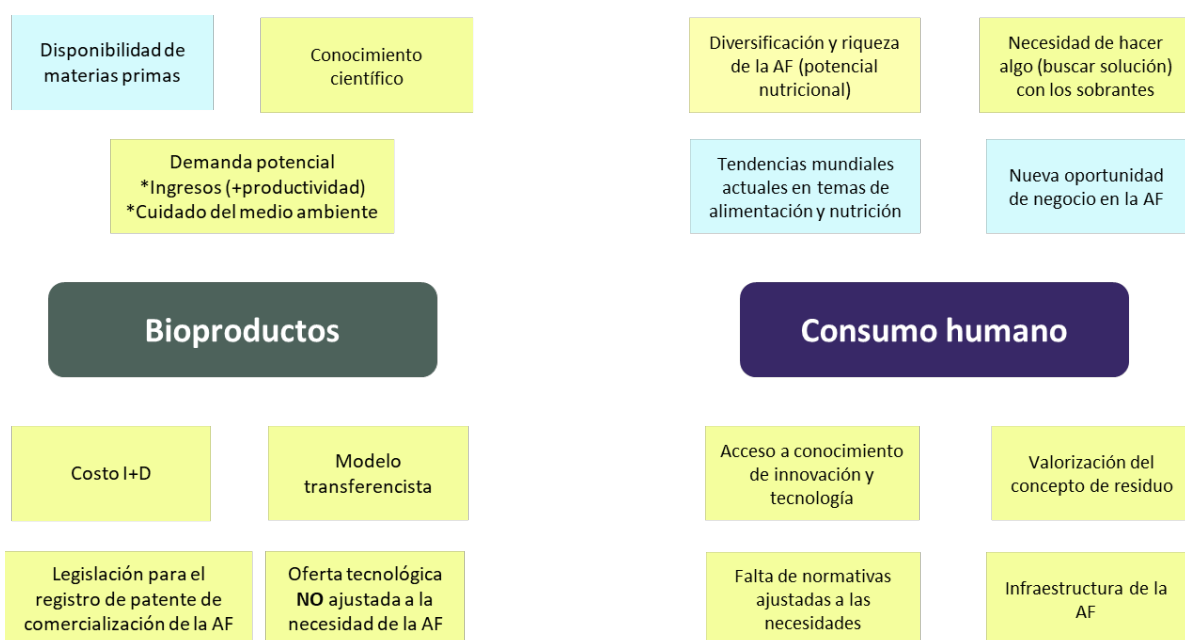 Disponibilidad de
materias primas
Conocimiento
científico
Demanda potencial
*Ingresos (+productividad)
*Cuidado del medio ambiente
Bioproductos
Costo I+D
Modelo
transferencista
Legislación para el
registro de patente de
comercialización de la AF
Oferta tecnológica
NO ajustada a la
necesidad de la AF
Diversificación y riqueza
de la AF (potencial
nutricional)
Necesidad de hacer
algo (buscar solución)
con los sobrantes
Tendencias mundiales
actuales en temas de
alimentación y nutrición
Nueva oportunidad
de negocio en la AF
Consumo humano
Acceso a conocimiento
de innovación y
tecnología
Valorización del
concepto de residuo
Falta de normativas
ajustadas a las
necesidades
Infraestructura de la
AF